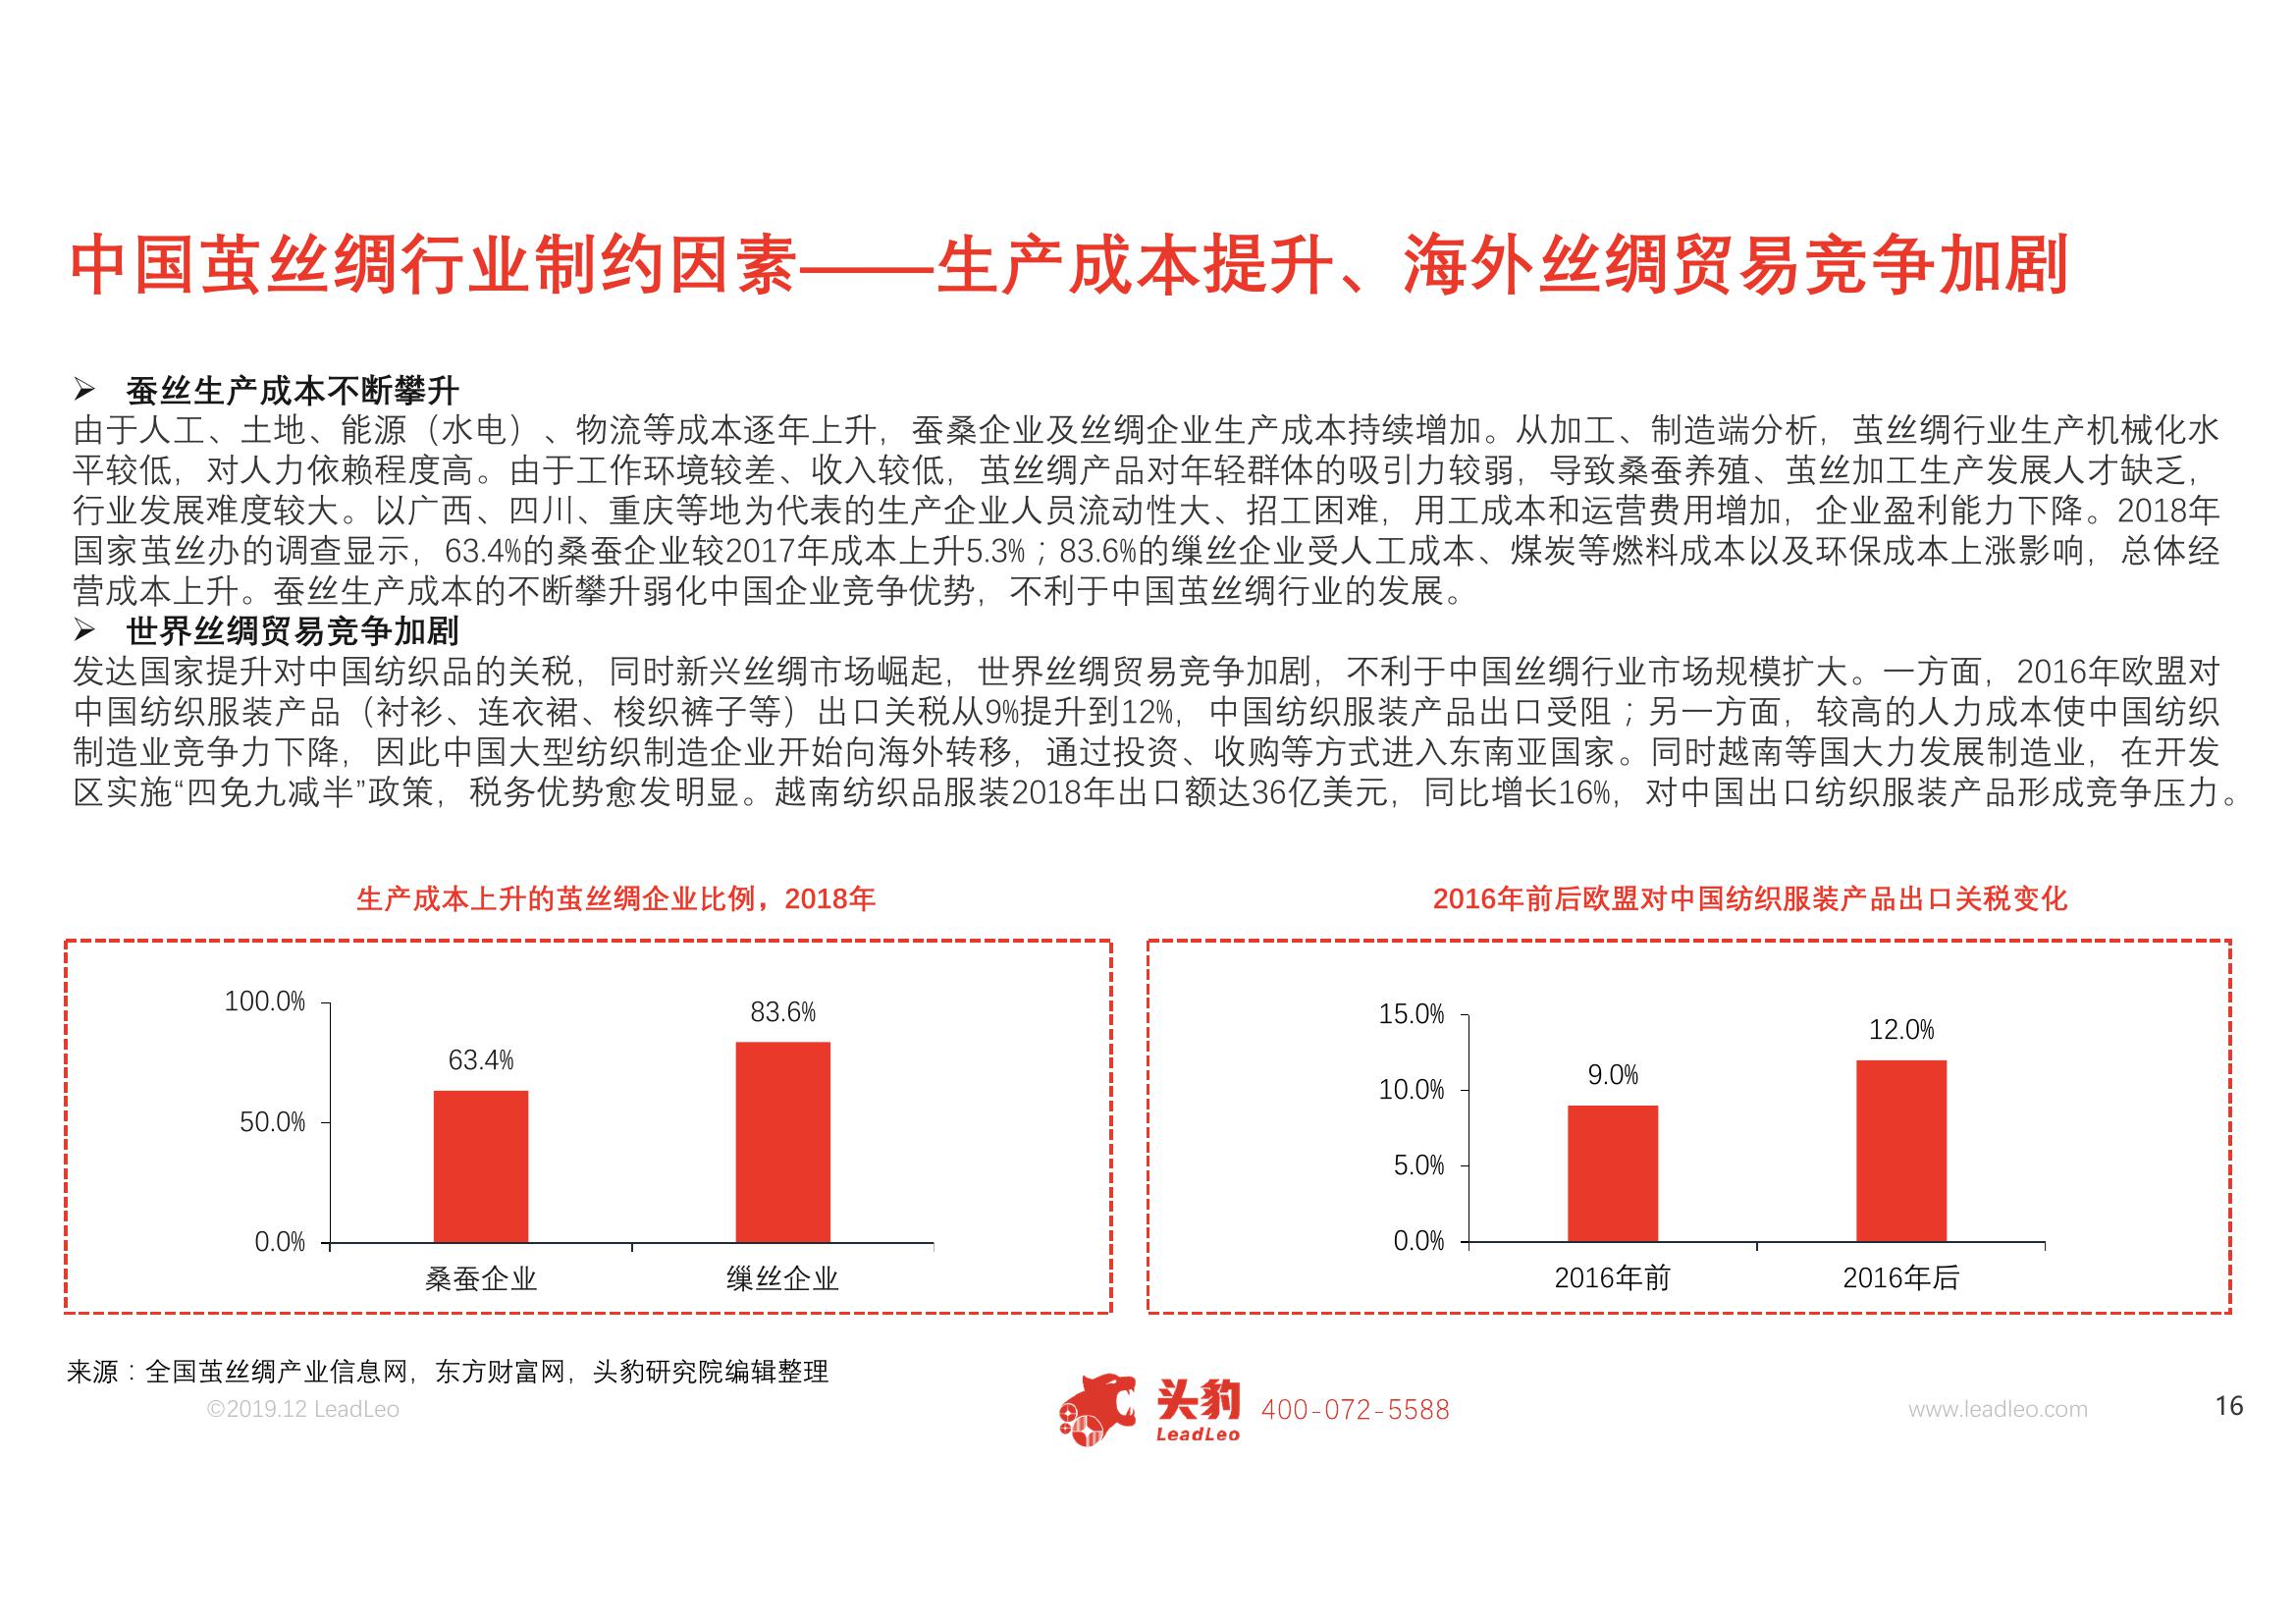 中国茧丝绸行业制约因素——生产成本提升、海外丝绸贸易竞争加剧
➢ 蚕丝生产成本不断攀升
由于人工、土地、能源（水电）、物流等成本逐年上升，蚕桑企业及丝绸企业生产成本持续增加。从加工、制造端分析，茧丝绸行业生产机械化水
平较低，对人力依赖程度高。由于工作环境较差、收入较低，茧丝绸产品对年轻群体的吸引力较弱，导致桑蚕养殖、茧丝加工生产发展人才缺乏，
行业发展难度较大。以广西、四川、重庆等地为代表的生产企业人员流动性大、招工困难，用工成本和运营费用增加，企业盈利能力下降。2018年
国家茧丝办的调查显示，63.4%的桑蚕企业较2017年成本上升5.3%；83.6%的缫丝企业受人工成本、煤炭等燃料成本以及环保成本上涨影响，总体经
营成本上升。蚕丝生产成本的不断攀升弱化中国企业竞争优势，不利于中国茧丝绸行业的发展。
➢ 世界丝绸贸易竞争加剧
发达国家提升对中国纺织品的关税，同时新兴丝绸市场崛起，世界丝绸贸易竞争加剧，不利于中国丝绸行业市场规模扩大。一方面，2016年欧盟对
中国纺织服装产品（衬衫、连衣裙、梭织裤子等）出口关税从9%提升到12%，中国纺织服装产品出口受阻；另一方面，较高的人力成本使中国纺织
制造业竞争力下降，因此中国大型纺织制造企业开始向海外转移，通过投资、收购等方式进入东南亚国家。同时越南等国大力发展制造业，在开发
区实施“四免九减半”政策，税务优势愈发明显。越南纺织品服装2018年出口额达36亿美元，同比增长16%，对中国出口纺织服装产品形成竞争压力。
生产成本上升的茧丝绸企业比例，2018年
100.0%
50.0%
0.0%
63.4%
83.6%
桑蚕企业
缫丝企业
2016年前后欧盟对中国纺织服装产品出口关税变化
15.0%
10.0%
5.0%
0.0%
9.0%
12.0%
2016年前
2016年后
来源：全国茧丝绸产业信息网，东方财富网，头豹研究院编辑整理
©2019.12 LeadLeo
头豹
LeadLeo
400-072-5588
www.leadleo.com
16